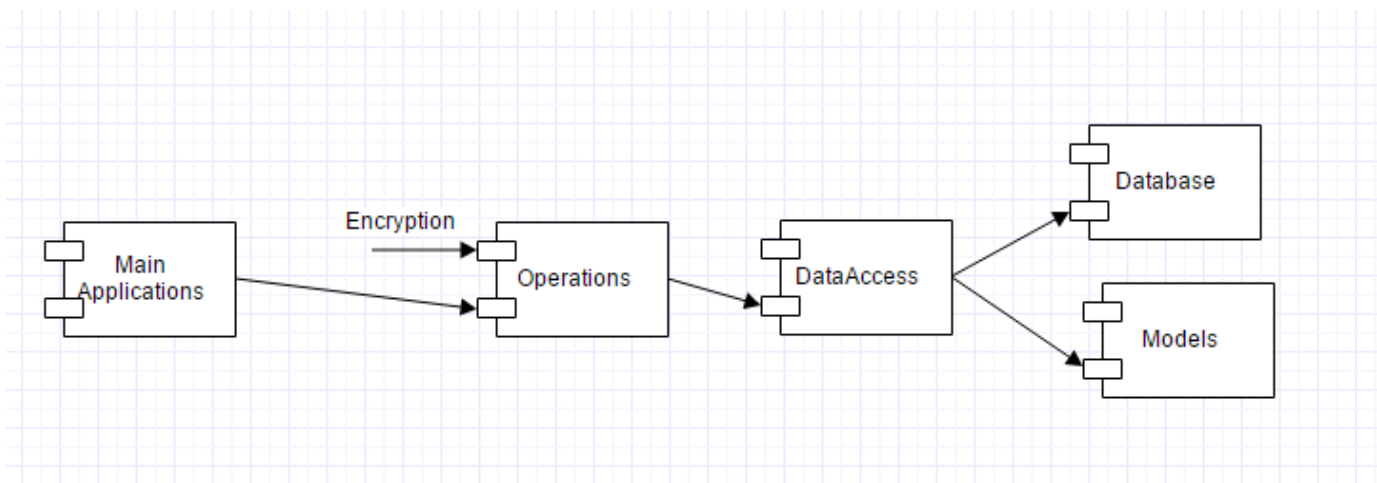 Main
Applications
Encryption
Operations
DataAccess
Database
Models